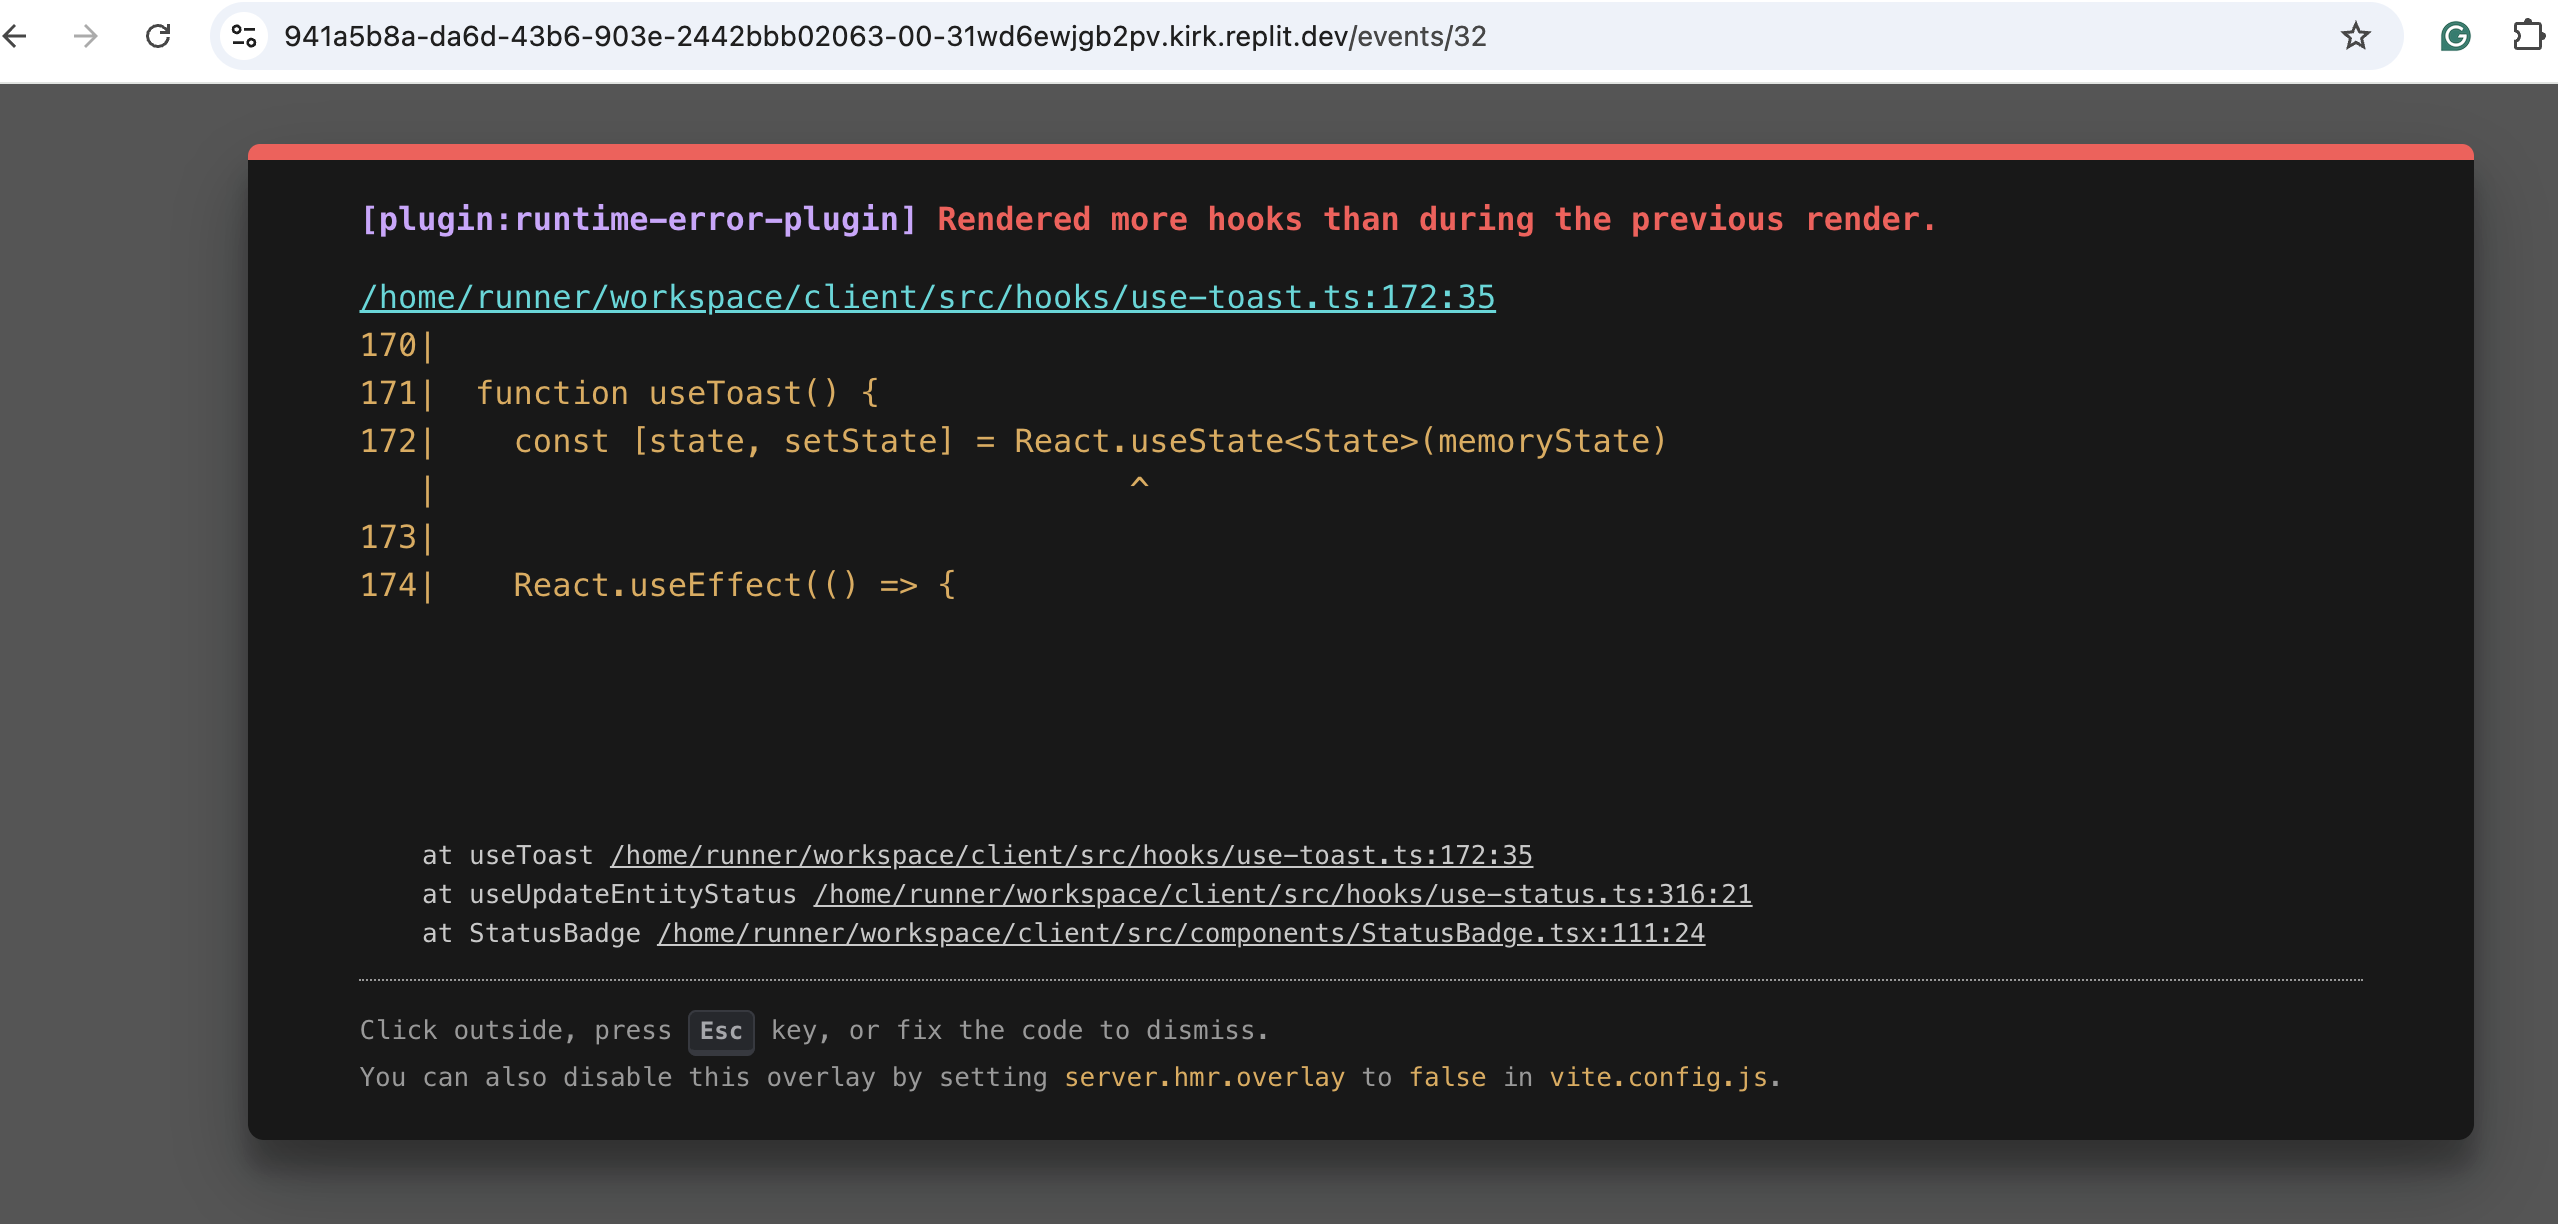 941a5b8a-da6d-43b6-903e-2442bbb02063-00-31wd6ewjgb2pv.kirk.replit.dev/events/32
[plugin:runtime-error-plugin] Rendered more hooks than during the previous render.
/home/runner/workspace/client/src/hooks/use-toast.ts:172:35
170|
171|  function useToast() {
172|    const [state, setState] = React.useState<State>(memoryState)
   |                                    ^
173|
174|    React.useEffect(() => {
at useToast /home/runner/workspace/client/src/hooks/use-toast.ts:172:35
at useUpdateEntityStatus /home/runner/workspace/client/src/hooks/use-status.ts:316:21
at StatusBadge /home/runner/workspace/client/src/components/StatusBadge.tsx:111:24
Click outside, press Esc key, or fix the code to dismiss.
You can also disable this overlay by setting server.hmr.overlay to false in vite.config.js.